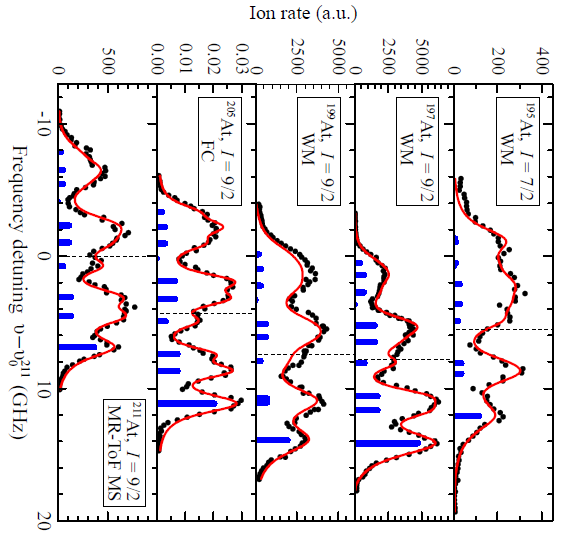 Ion rate (a.u.)
0 200 400
195At, I = 7/2
WM
0 2500 5000
197At, I = 9/2
WM
0 2500 5000
199At, I = 9/2
WM
0.00 0.01 0.02 0.03
205At, I = 9/2
FC
0 500
211At, I = 9/2
MR-ToF MS
-10 0 10 20
Frequency detuning ν−ν₀²¹¹ (GHz)